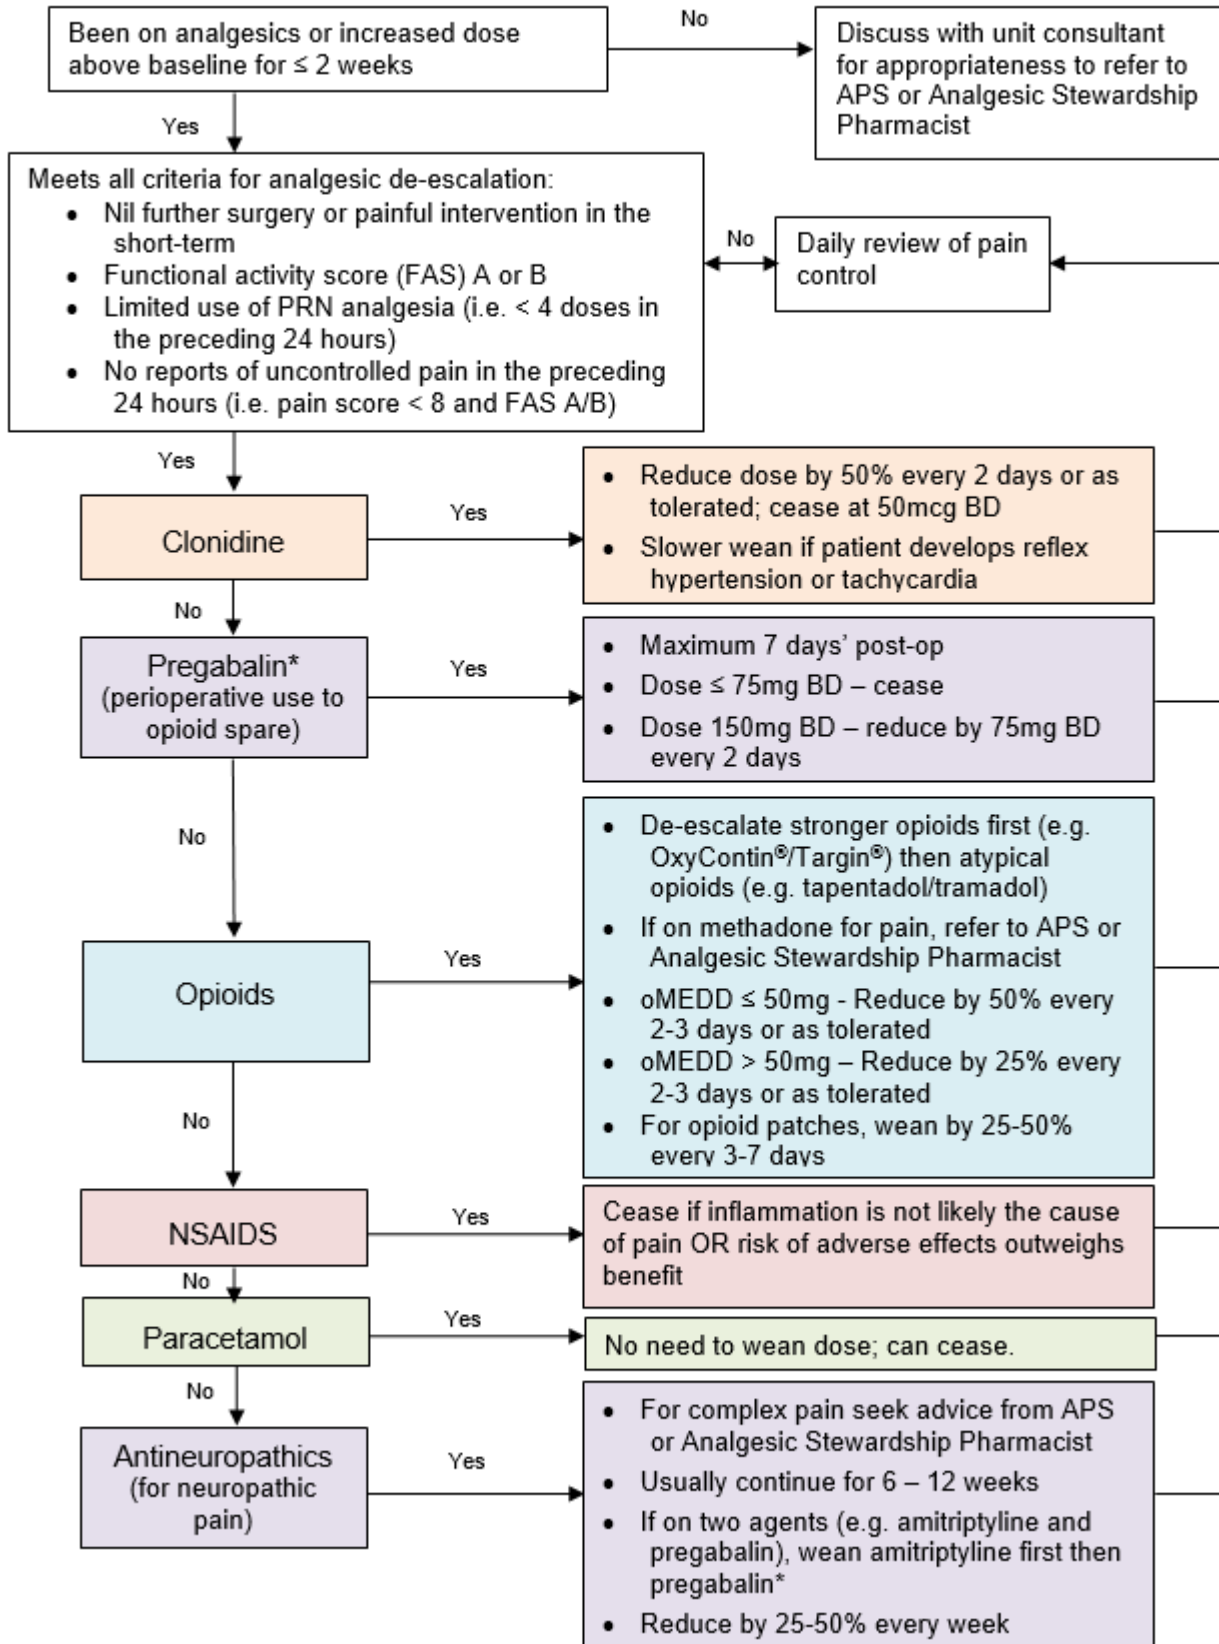 Been on analgesics or increased dose
above baseline for ≤ 2 weeks
No
Discuss with unit consultant
for appropriateness to refer to
APS or Analgesic Stewardship
Pharmacist
Yes
Meets all criteria for analgesic de-escalation:
• Nil further surgery or painful intervention in the
short-term
• Functional activity score (FAS) A or B
• Limited use of PRN analgesia (i.e. < 4 doses in
the preceding 24 hours)
• No reports of uncontrolled pain in the preceding
24 hours (i.e. pain score < 8 and FAS A/B)
No
Daily review of pain
control
Yes
Clonidine
Yes
• Reduce dose by 50% every 2 days or as
tolerated; cease at 50mcg BD
• Slower wean if patient develops reflex
hypertension or tachycardia
No
Pregabalin*
(perioperative use to
opioid spare)
Yes
• Maximum 7 days’ post-op
• Dose ≤ 75mg BD – cease
• Dose 150mg BD – reduce by 75mg BD
every 2 days
No
Opioids
Yes
• De-escalate stronger opioids first (e.g.
OxyContin®/Targin®) then atypical
opioids (e.g. tapentadol/tramadol)
• If on methadone for pain, refer to APS or
Analgesic Stewardship Pharmacist
• oMEDD ≤ 50mg - Reduce by 50% every
2-3 days or as tolerated
• oMEDD > 50mg – Reduce by 25% every
2-3 days or as tolerated
• For opioid patches, wean by 25-50%
every 3-7 days
No
NSAIDS
Yes
Cease if inflammation is not likely the cause
of pain OR risk of adverse effects outweighs
benefit
No
Paracetamol
Yes
No need to wean dose; can cease.
No
Antineuropathics
(for neuropathic
pain)
Yes
• For complex pain seek advice from APS
or Analgesic Stewardship Pharmacist
• Usually continue for 6 – 12 weeks
• If on two agents (e.g. amitriptyline and
pregabalin), wean amitriptyline first then
pregabalin*
• Reduce by 25-50% every week